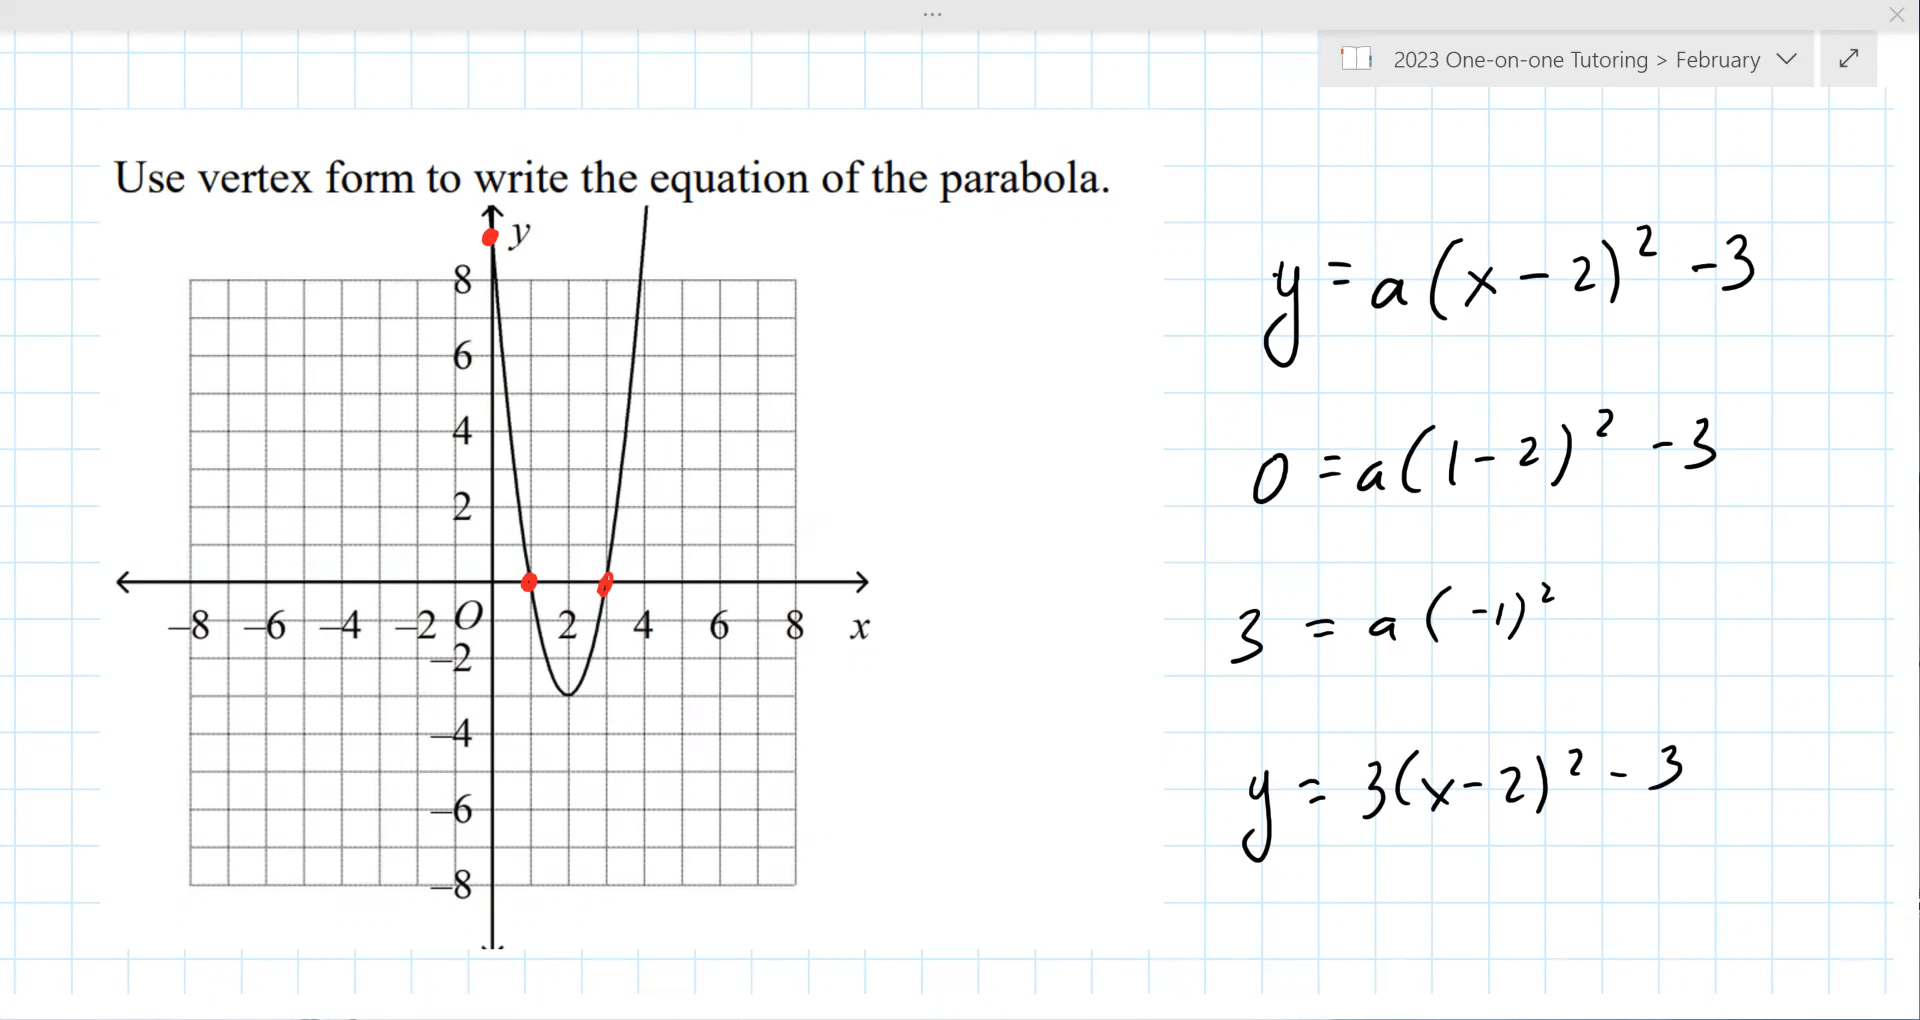 ...
2023 One-on-one Tutoring > February
Use vertex form to write the equation of the parabola.
y
8
6
4
2
–8 –6 –4 –2 O 2 4 6 8 x
–2
–4
–6
–8
y = a(x – 2)² – 3
0 = a(1 – 2)² – 3
3 = a(–1)²
y = 3(x – 2)² – 3